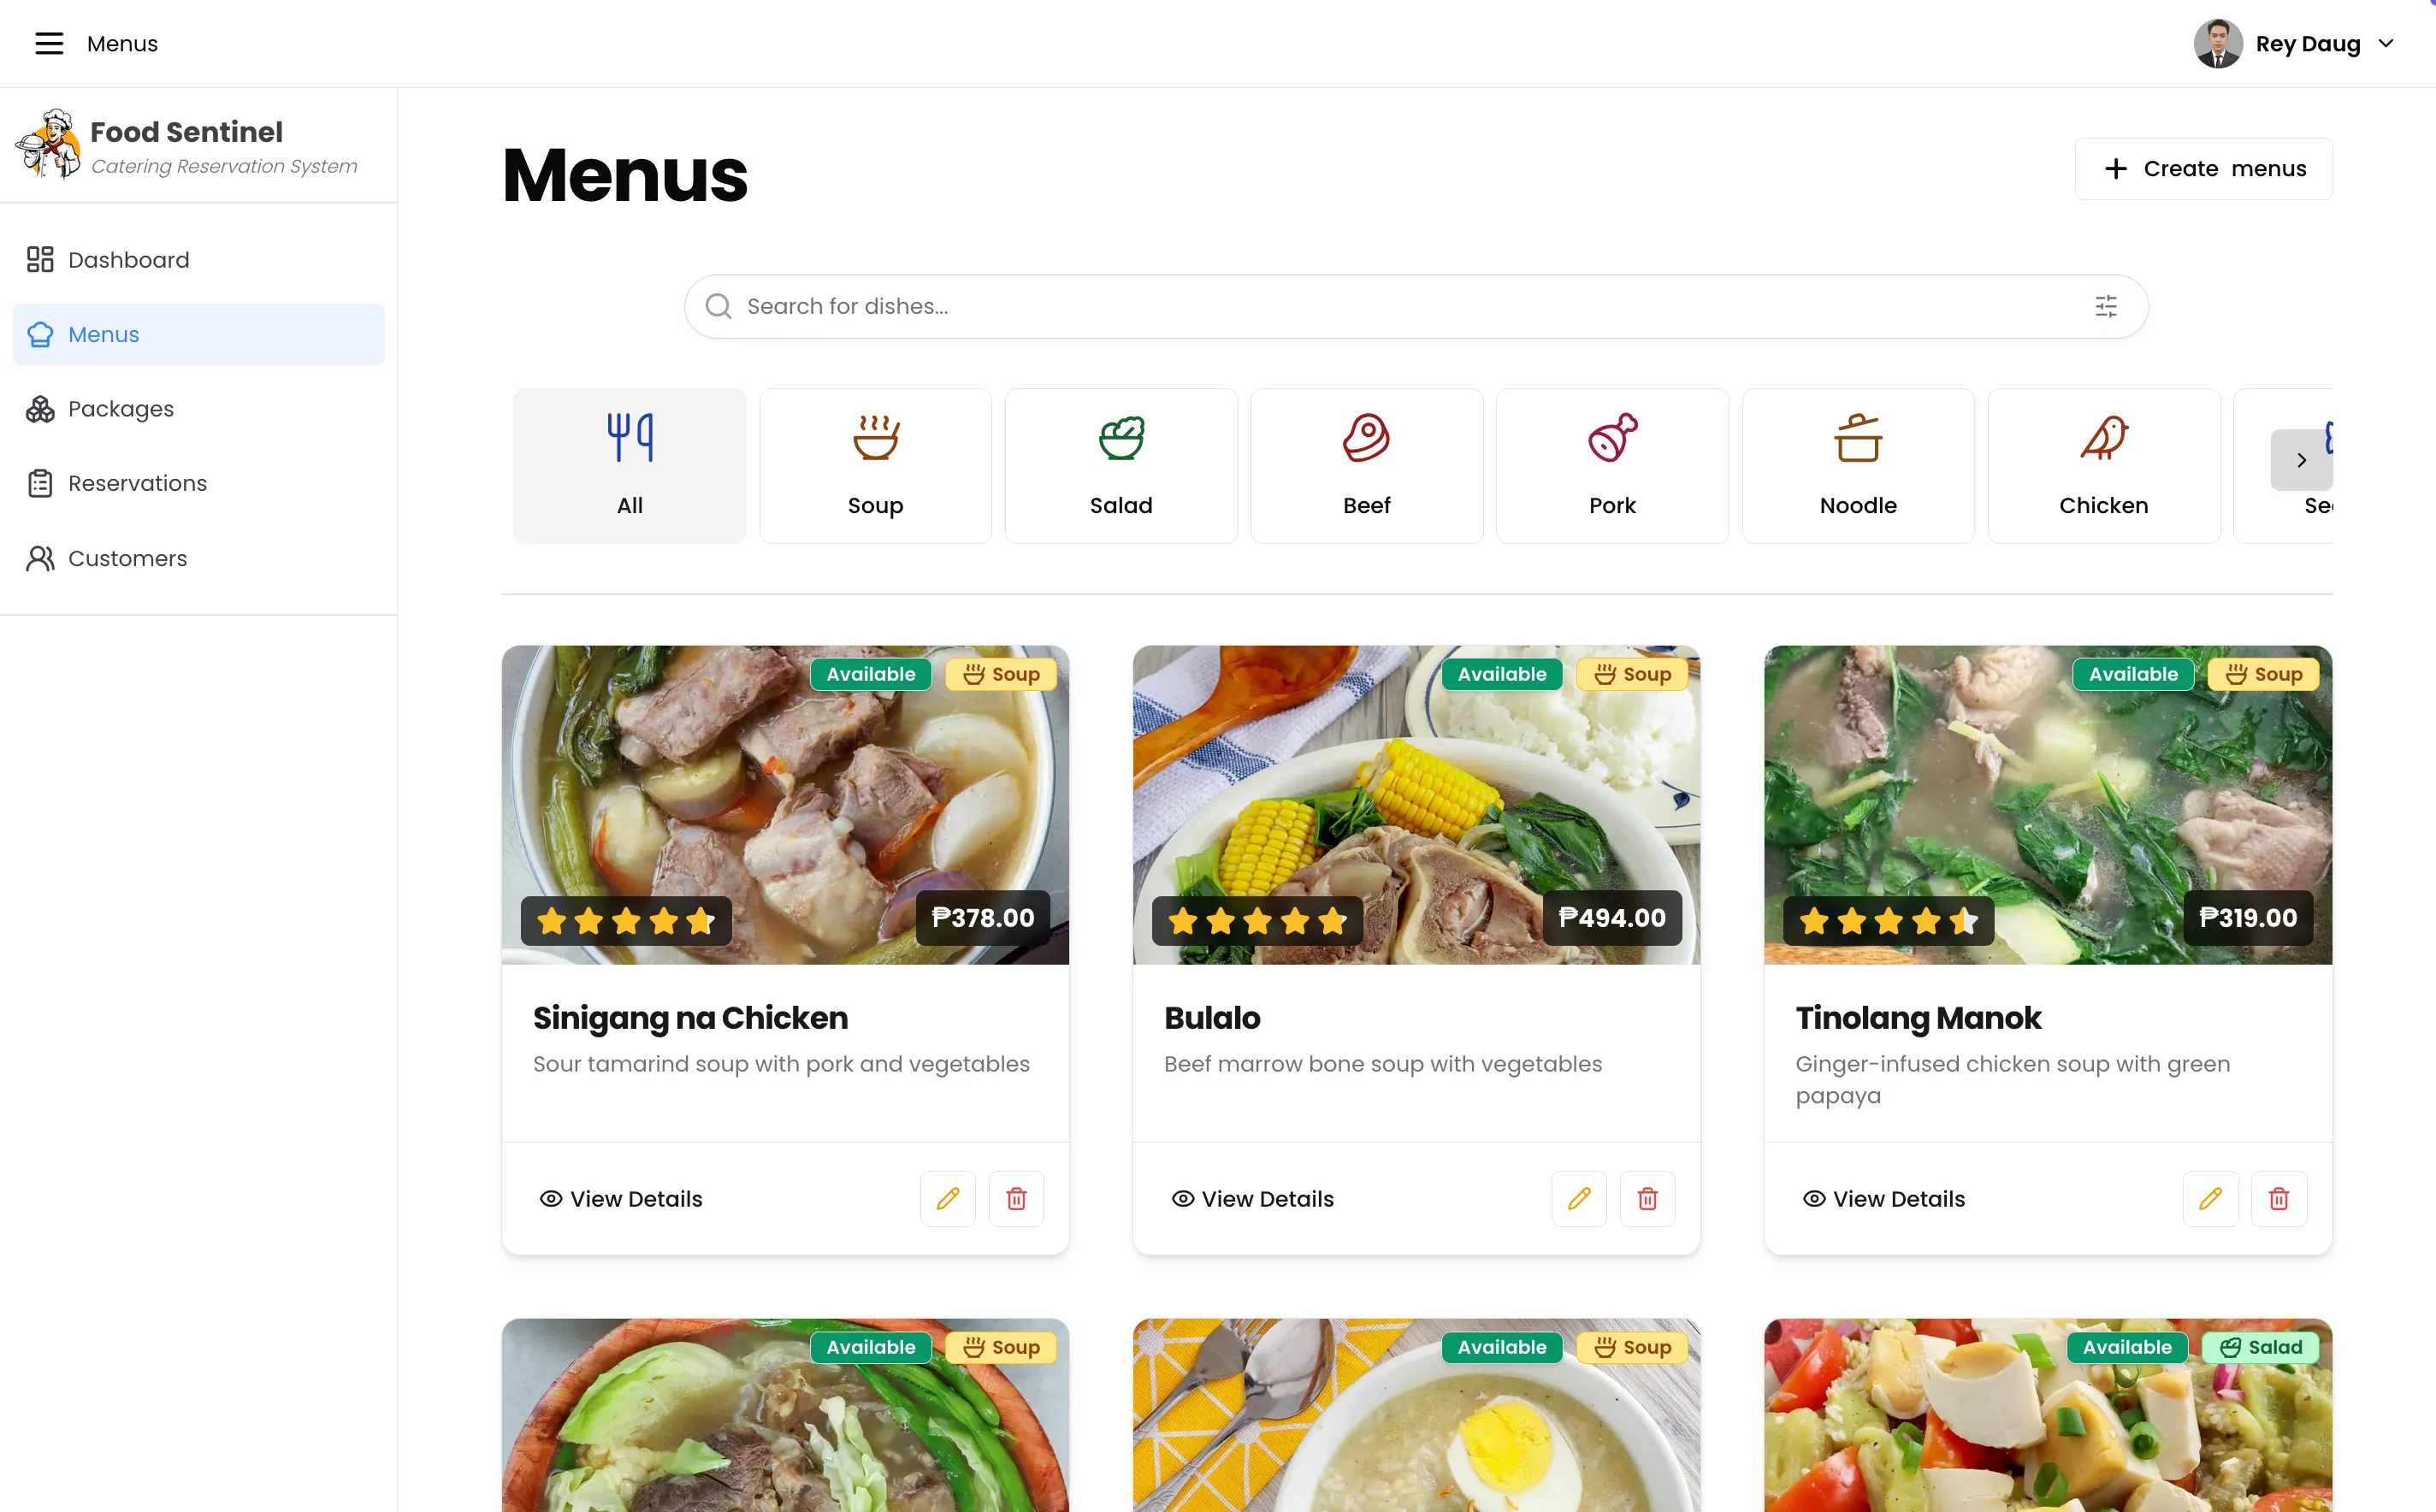 Menus
Rey Daug
Food Sentinel
Catering Reservation System
Dashboard
Menus
Packages
Reservations
Customers
Menus
Create menus
Search for dishes...
All
Soup
Salad
Beef
Pork
Noodle
Chicken
Available
Soup
₱378.00
Sinigang na Chicken
Sour tamarind soup with pork and vegetables
View Details
Available
Soup
₱494.00
Bulalo
Beef marrow bone soup with vegetables
View Details
Available
Soup
₱319.00
Tinolang Manok
Ginger-infused chicken soup with green
papaya
View Details
Available
Soup
Available
Soup
Available
Salad